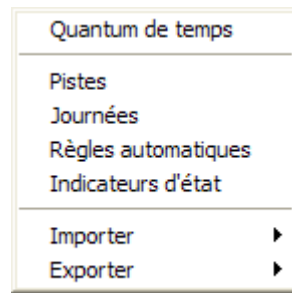 Quantum de temps
Pistes
Journées
Règles automatiques
Indicateurs d'état
Importer
Exporter